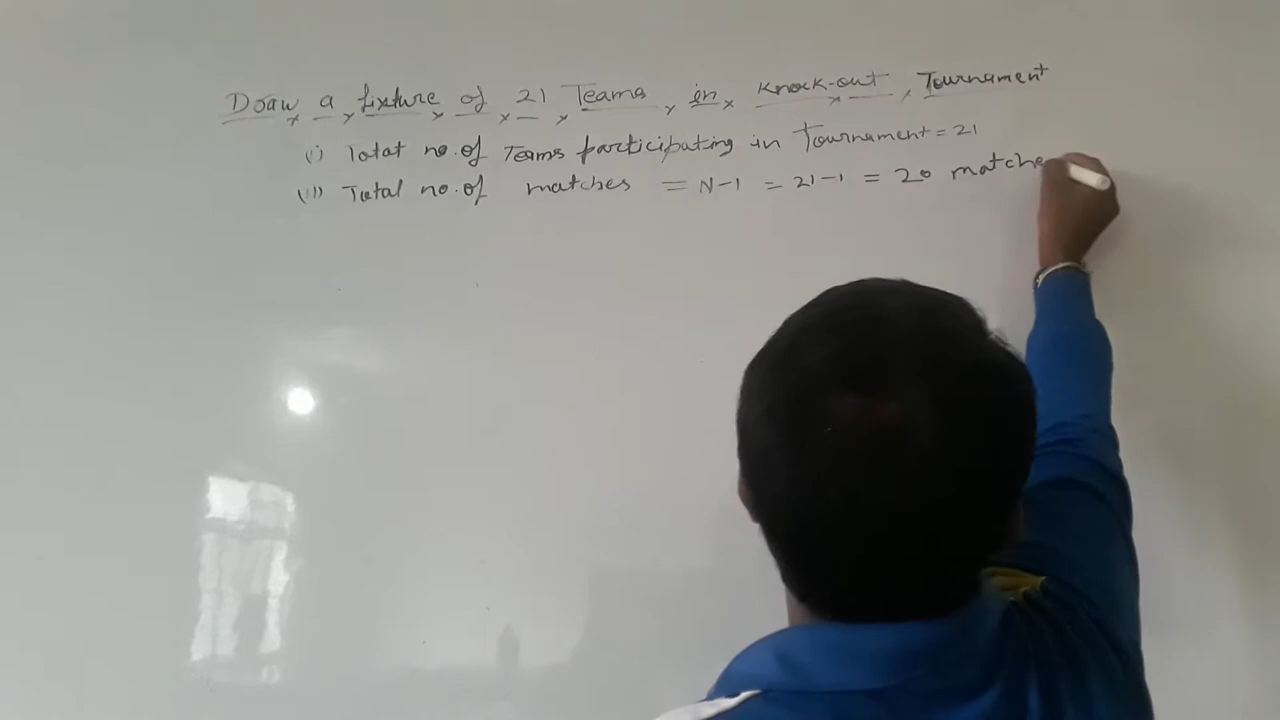 Draw a fixture of 21 Teams in Knock-out Tournament
(i) Total no. of Teams participating in Tournament = 21
(ii) Total no. of matches = N-1 = 21-1 = 20 matche